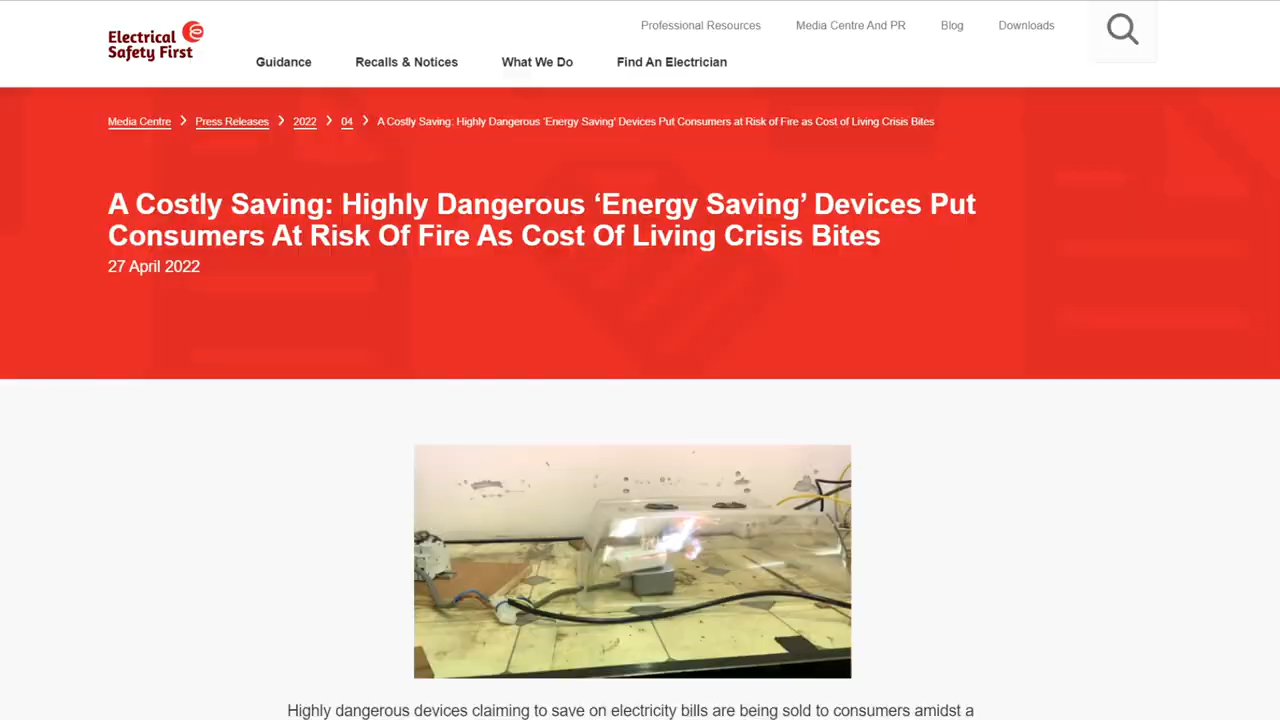 Electrical
Safety First
Professional Resources
Media Centre And PR
Blog
Downloads
Guidance
Recalls & Notices
What We Do
Find An Electrician
Media Centre > Press Releases > 2022 > 04 > A Costly Saving: Highly Dangerous ‘Energy Saving’ Devices Put Consumers at Risk of Fire as Cost of Living Crisis Bites
A Costly Saving: Highly Dangerous ‘Energy Saving’ Devices Put
Consumers At Risk Of Fire As Cost Of Living Crisis Bites
27 April 2022
Highly dangerous devices claiming to save on electricity bills are being sold to consumers amidst a